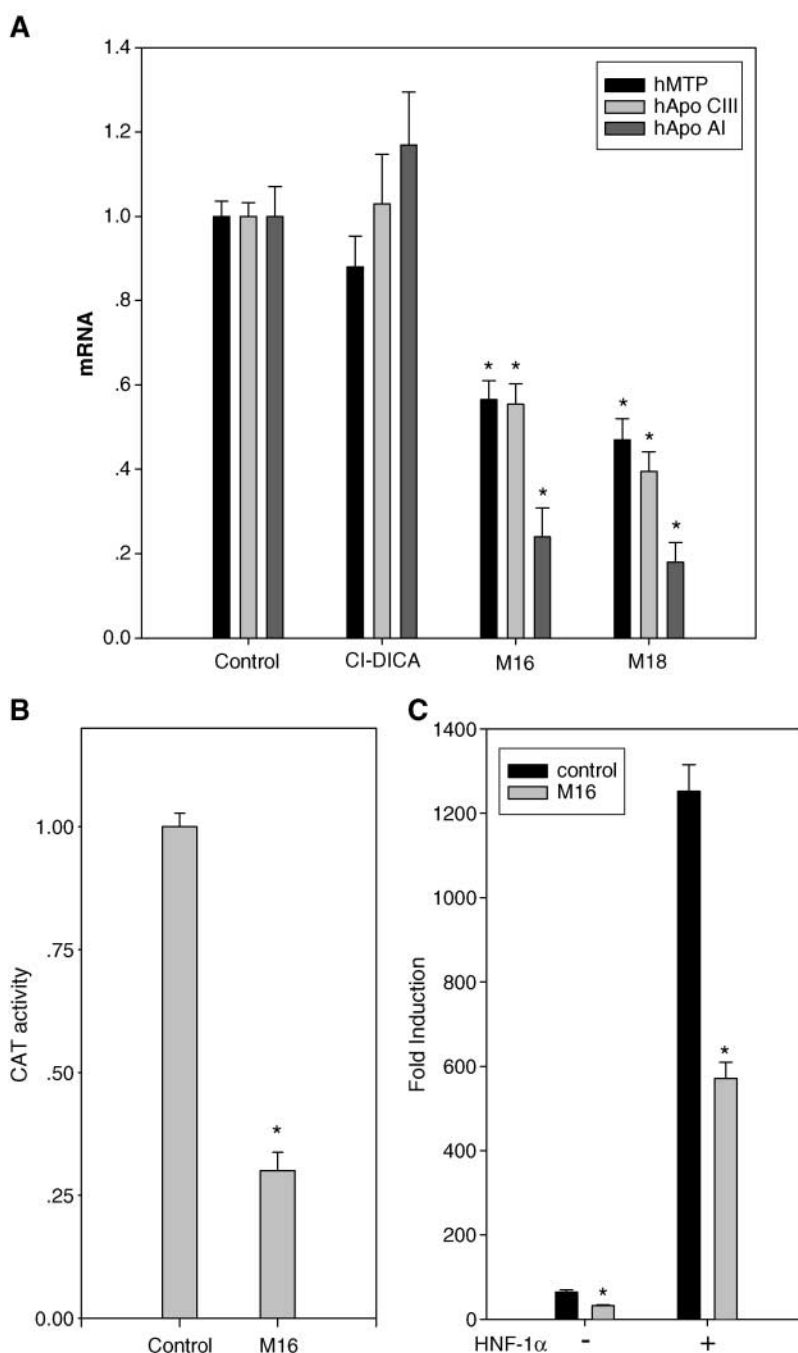 A
1.4
1.2
1.0
.8
.6
.4
.2
0.0
mRNA
hMTP
hApo CIII
hApo AI
* *
*
*
*
*
Control CI-DICA M16 M18
B
1.00
.75
.50
.25
0.00
CAT activity
*
Control M16
C
1400
1200
1000
800
600
400
200
0
Fold Induction
control
M16
*
*
HNF-1α - +